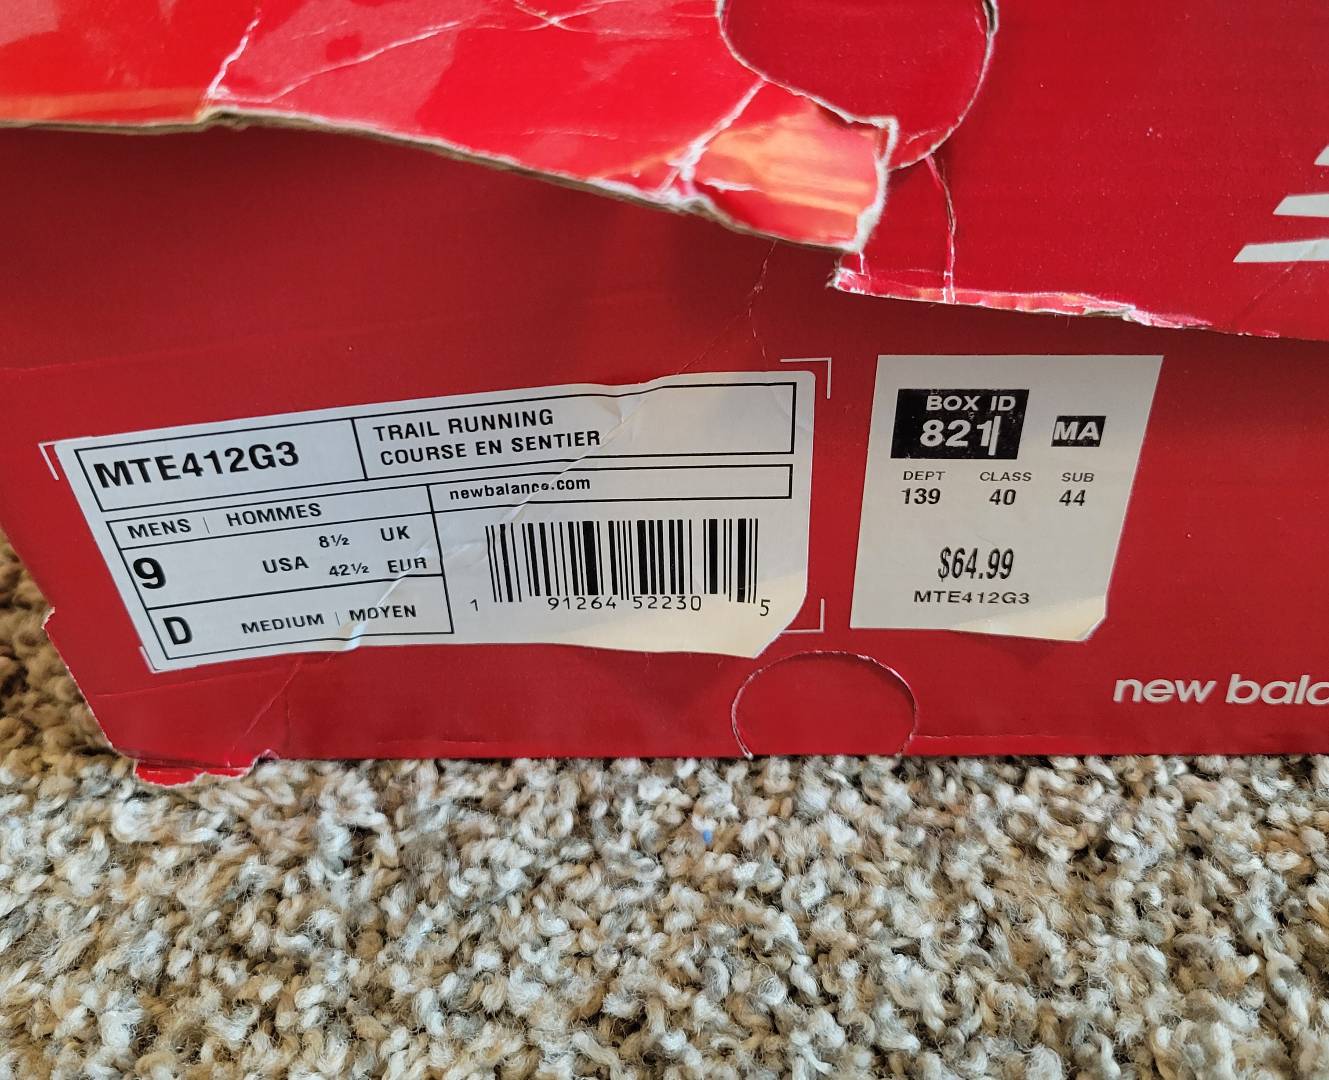 MTE412G3
TRAIL RUNNING
COURSE EN SENTIER
MENS | HOMMES
newbalance.com
9 USA 8½ UK
42½ EUR
D MEDIUM | MOYEN
1 91264 52230 5
BOX ID
821 MA
DEPT CLASS SUB
139 40 44
$64.99
MTE412G3
new bala